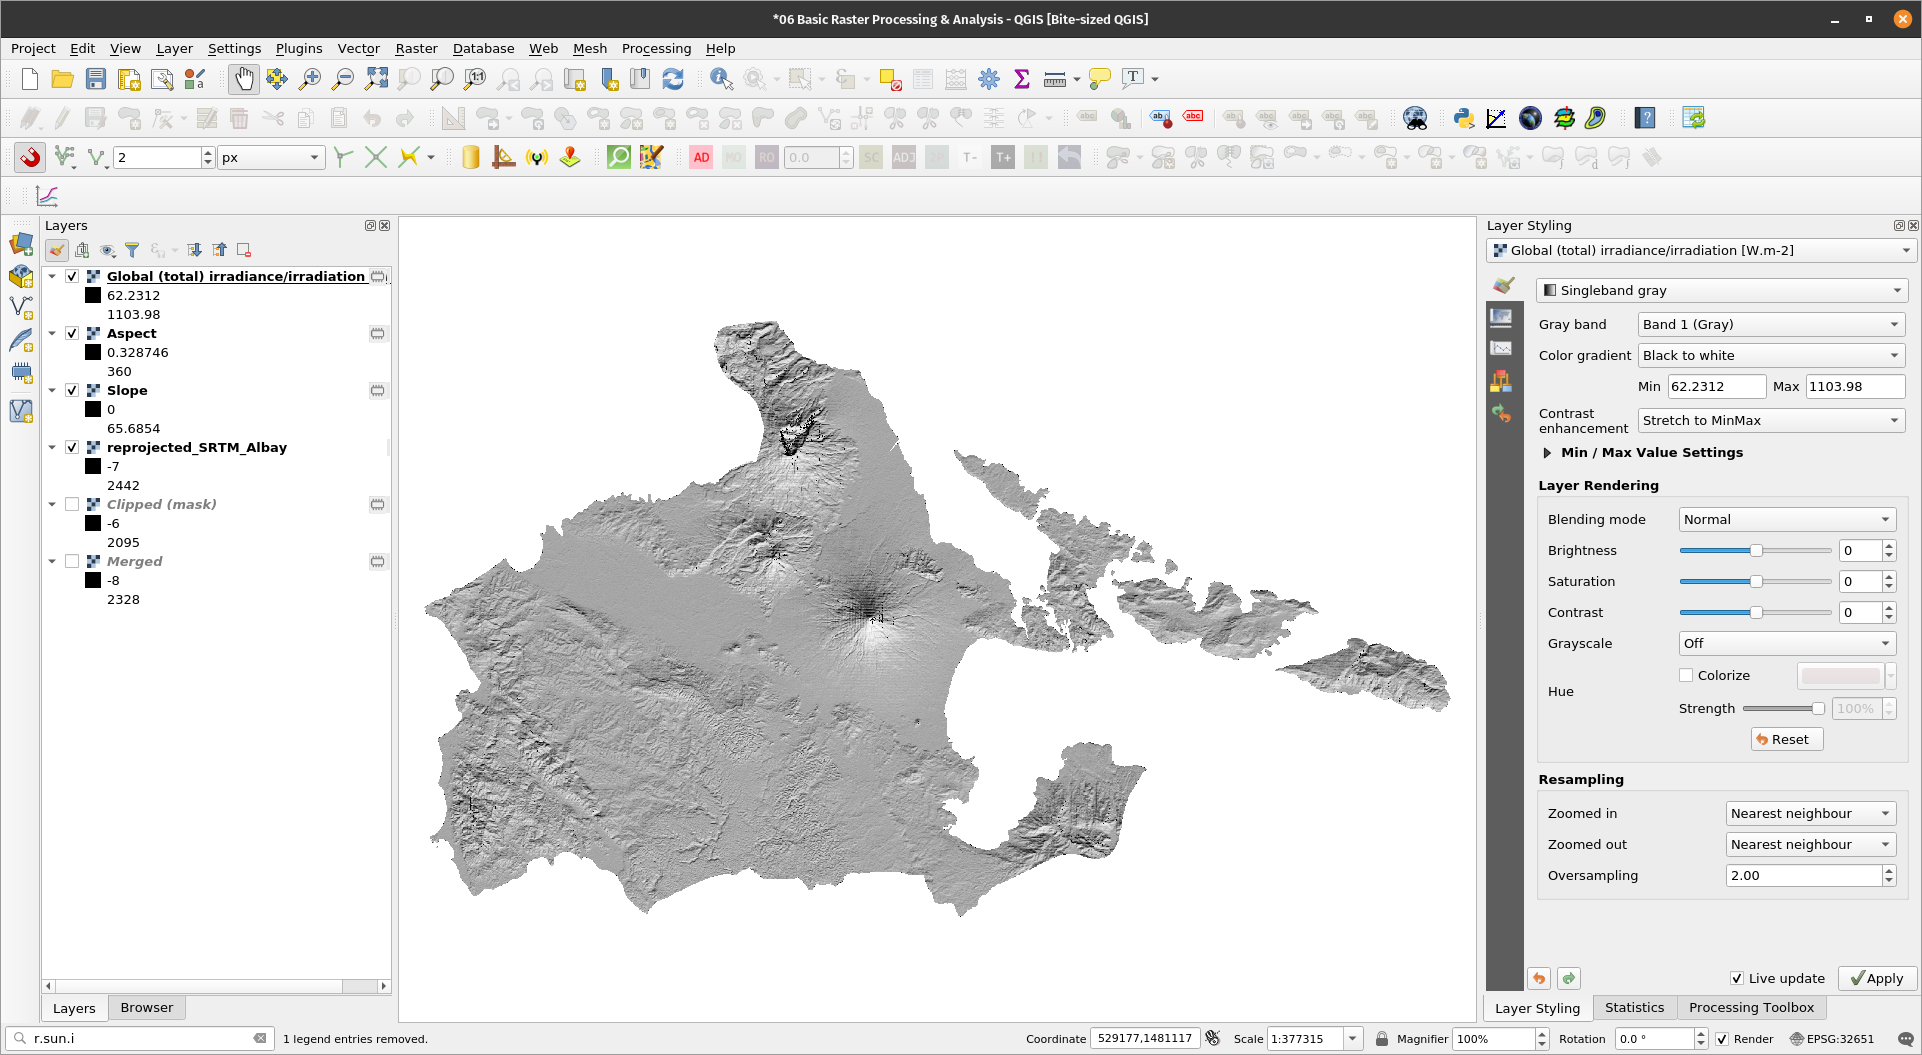 *06 Basic Raster Processing & Analysis - QGIS [Bite-sized QGIS]
Project Edit View Layer Settings Plugins Vector Raster Database Web Mesh Processing Help
2 px 0.0
AD MO RO SC ADJ 2P T- T+ !!
Layers
Global (total) irradiance/irradiation
62.2312
1103.98
Aspect
0.328746
360
Slope
0
65.6854
reprojected_SRTM_Albay
-7
2442
Clipped (mask)
-6
2095
Merged
-8
2328
Layers Browser
Layer Styling
Global (total) irradiance/irradiation [W.m-2]
Singleband gray
Gray band Band 1 (Gray)
Color gradient Black to white
Min 62.2312 Max 1103.98
Contrast enhancement Stretch to MinMax
Min / Max Value Settings
Layer Rendering
Blending mode Normal
Brightness 0
Saturation 0
Contrast 0
Grayscale Off
Hue Colorize
Strength 100%
Reset
Resampling
Zoomed in Nearest neighbour
Zoomed out Nearest neighbour
Oversampling 2.00
Live update Apply
Layer Styling Statistics Processing Toolbox
r.sun.i 1 legend entries removed. Coordinate 529177,1481117 Scale 1:377315 Magnifier 100% Rotation 0.0 ° Render EPSG:32651